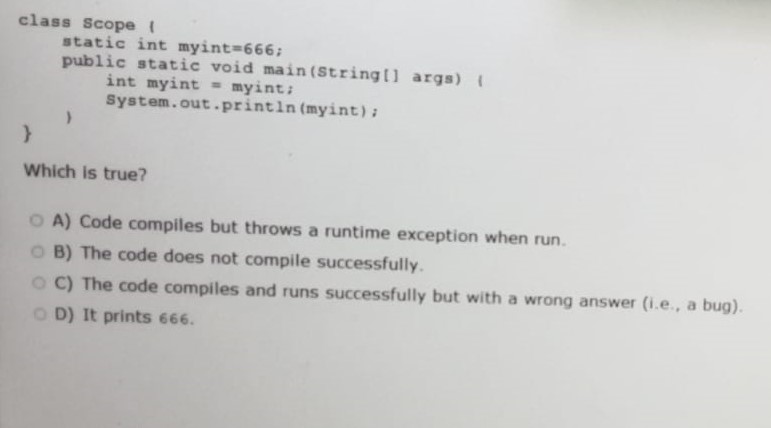 class Scope {
static int myint=666;
public static void main(String[] args) {
int myint = myint;
System.out.println(myint);
}
}
Which is true?
A) Code compiles but throws a runtime exception when run.
B) The code does not compile successfully.
C) The code compiles and runs successfully but with a wrong answer (i.e., a bug).
D) It prints 666.